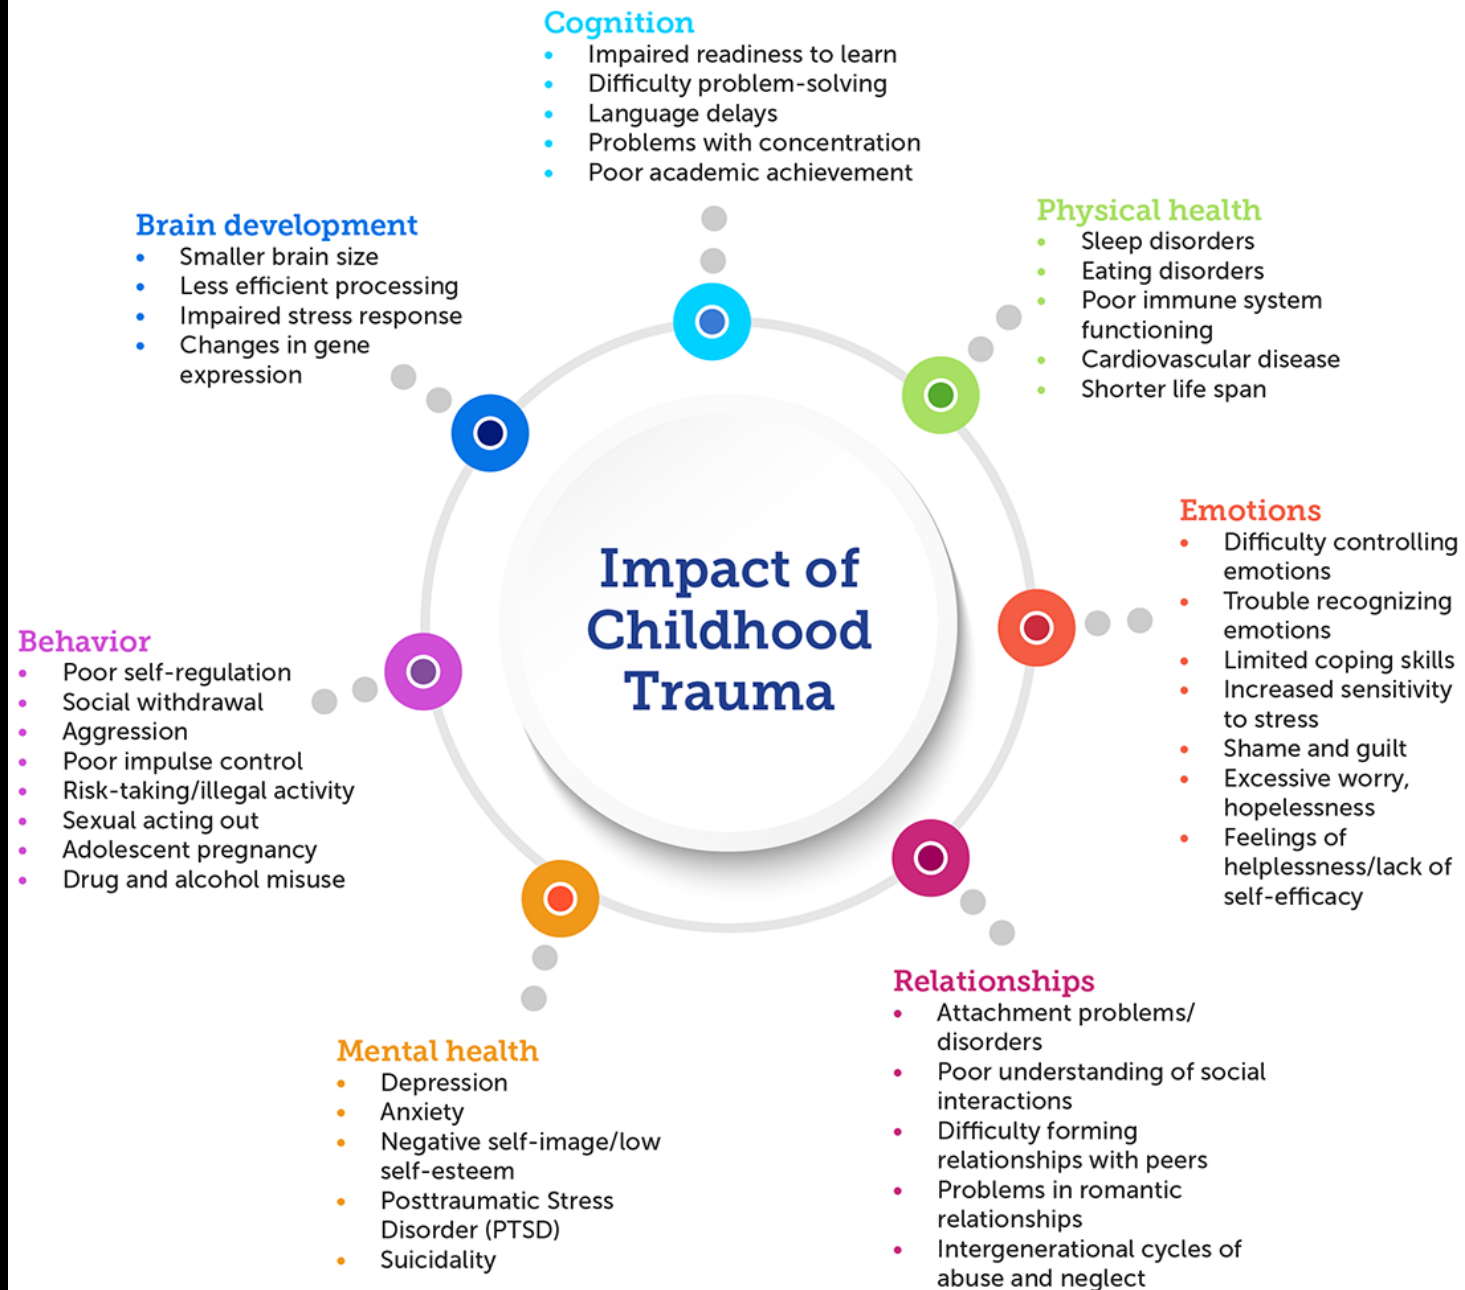 Cognition
• Impaired readiness to learn
• Difficulty problem-solving
• Language delays
• Problems with concentration
• Poor academic achievement
Physical health
• Sleep disorders
• Eating disorders
• Poor immune system
functioning
• Cardiovascular disease
• Shorter life span
Emotions
• Difficulty controlling
emotions
• Trouble recognizing
emotions
• Limited coping skills
• Increased sensitivity
to stress
• Shame and guilt
• Excessive worry,
hopelessness
• Feelings of
helplessness/lack of
self-efficacy
Relationships
• Attachment problems/
disorders
• Poor understanding of social
interactions
• Difficulty forming
relationships with peers
• Problems in romantic
relationships
• Intergenerational cycles of
abuse and neglect
Mental health
• Depression
• Anxiety
• Negative self-image/low
self-esteem
• Posttraumatic Stress
Disorder (PTSD)
• Suicidality
Behavior
• Poor self-regulation
• Social withdrawal
• Aggression
• Poor impulse control
• Risk-taking/illegal activity
• Sexual acting out
• Adolescent pregnancy
• Drug and alcohol misuse
Brain development
• Smaller brain size
• Less efficient processing
• Impaired stress response
• Changes in gene
expression
Impact of
Childhood
Trauma